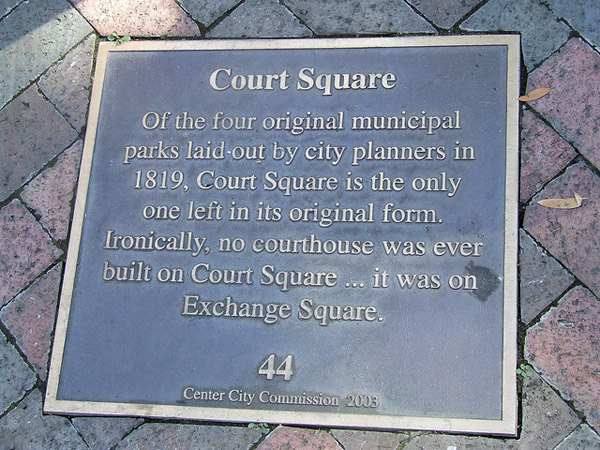 Court Square
Of the four original municipal
parks laid-out by city planners in
1819, Court Square is the only
one left in its original form.
Ironically, no courthouse was ever
built on Court Square ... it was on
Exchange Square.
44
Center City Commission 2003